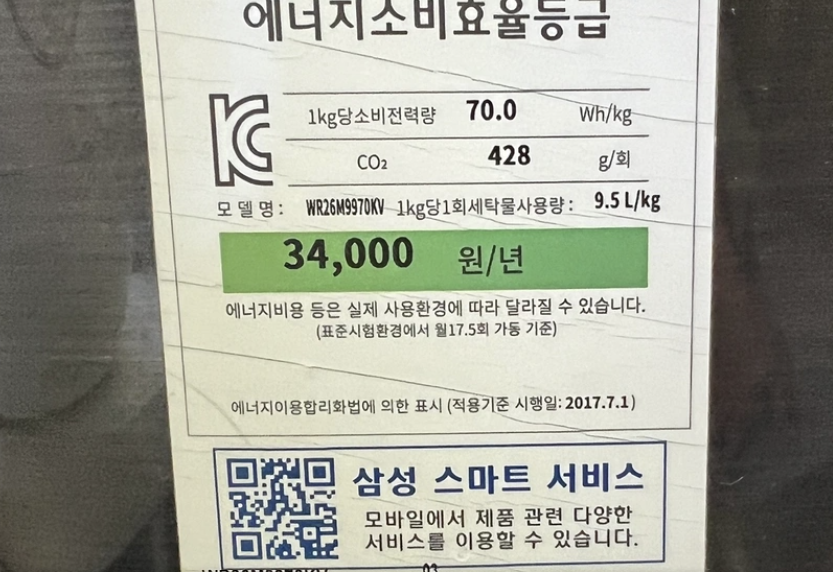 에너지소비효율등급
1kg당소비전력량 70.0 Wh/kg
CO₂ 428 g/회
모델명: WR26M9970KV 1kg당1회세탁물사용량: 9.5 L/kg
34,000 원/년
에너지비용 등은 실제 사용환경에 따라 달라질 수 있습니다.
(표준시험환경에서 월17.5회 가동 기준)
에너지이용합리화법에 의한 표시 (적용기준 시행일: 2017.7.1)
삼성 스마트 서비스
모바일에서 제품 관련 다양한
서비스를 이용할 수 있습니다.